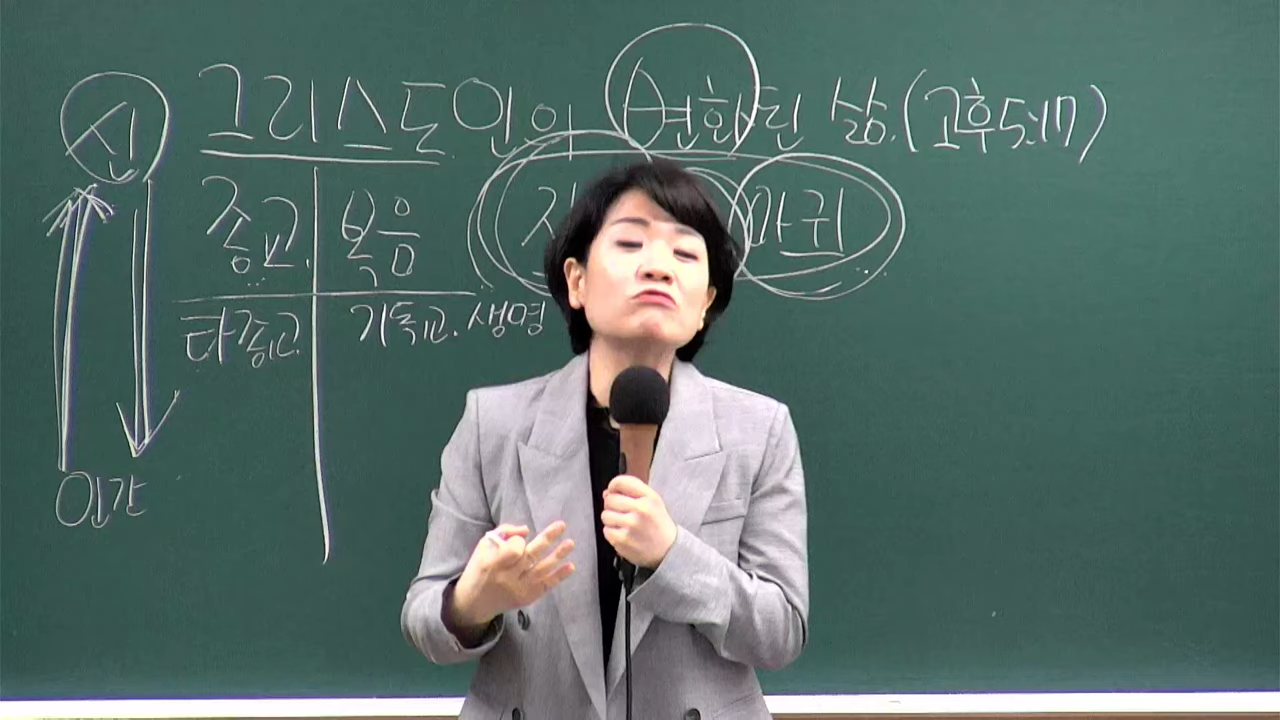 신 그리스도인의 변화된 삶.(고후5:17)
종교. 복음 마귀
타종교. 기독교. 생명
인간